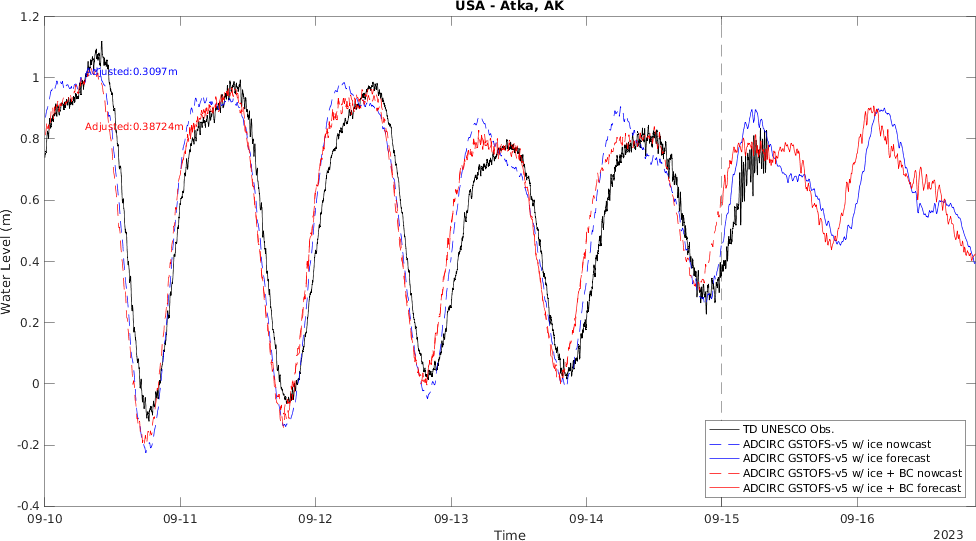 USA - Atka, AK
1.2
1
0.8
0.6
0.4
0.2
0
-0.2
-0.4
Water Level (m)
Adjusted:0.3097m
Adjusted:0.38724m
TD UNESCO Obs.
ADCIRC GSTOFS-v5 w/ ice nowcast
ADCIRC GSTOFS-v5 w/ ice forecast
ADCIRC GSTOFS-v5 w/ ice + BC nowcast
ADCIRC GSTOFS-v5 w/ ice + BC forecast
09-10 09-11 09-12 09-13 09-14 09-15 09-16
Time
2023